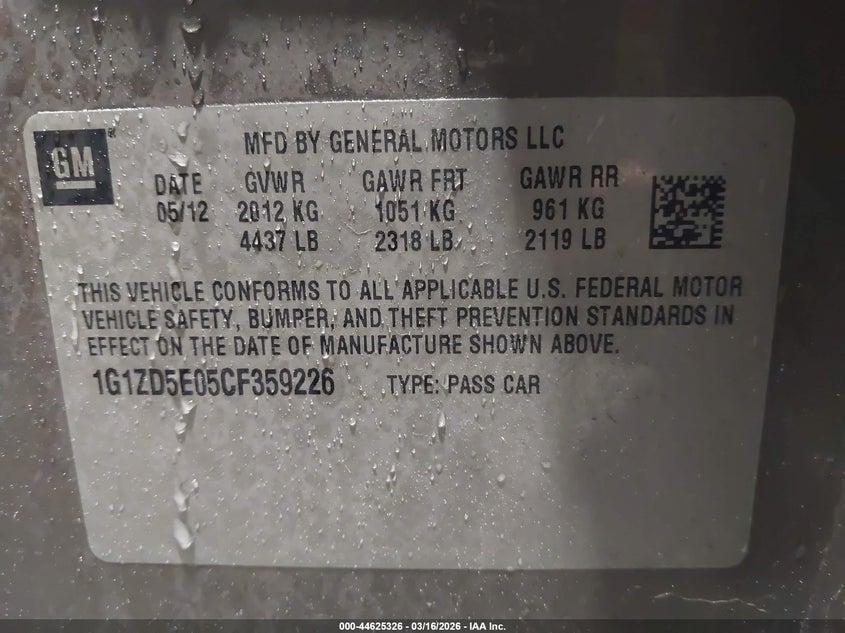 GM
MFD BY GENERAL MOTORS LLC
DATE GVWR GAWR FRT GAWR RR
05/12 2012 KG 1051 KG 961 KG
4437 LB 2318 LB 2119 LB
THIS VEHICLE CONFORMS TO ALL APPLICABLE U.S. FEDERAL MOTOR
VEHICLE SAFETY, BUMPER, AND THEFT PREVENTION STANDARDS IN
EFFECT ON THE DATE OF MANUFACTURE SHOWN ABOVE.
1G1ZD5E05CF359226 TYPE: PASS CAR
000-44625326 - 03/16/2026 - IAA Inc.